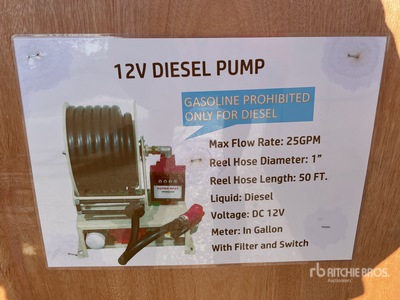 12V DIESEL PUMP
GASOLINE PROHIBITED
ONLY FOR DIESEL
Max Flow Rate: 25GPM
Reel Hose Diameter: 1"
Reel Hose Length: 50 FT.
Liquid: Diesel
Voltage: DC 12V
Meter: In Gallon
With Filter and Switch
rb RITCHIE BROS.
Auctioneers